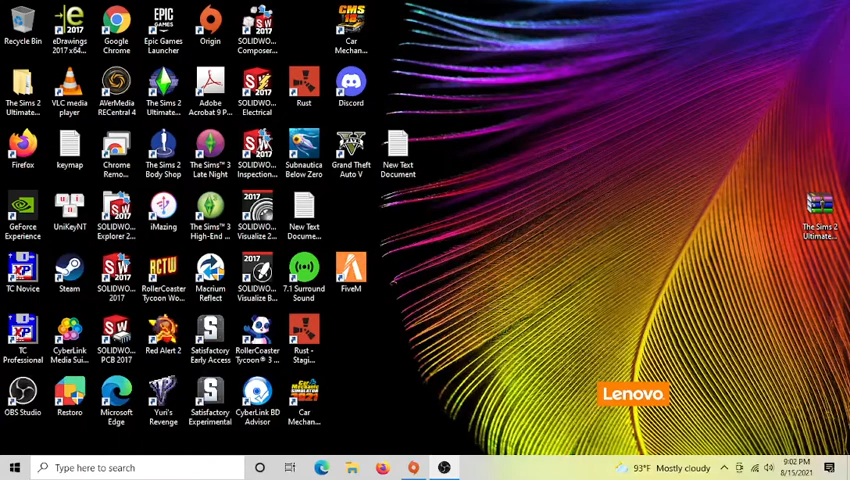 Recycle Bin
eDrawings
2017 x64...
Google
Chrome
EPIC
GAMES
Epic Games
Launcher
Origin
SOLIDWO...
Composer...
Car
Mechan...
The Sims 2
Ultimate...
VLC media
player
AVerMedia
RECentral 4
The Sims 2
Ultimate...
Adobe
Acrobat 9 P...
SOLIDWO...
Electrical
Rust
Discord
Firefox
keymap
Chrome
Remo...
The Sims 2
Body Shop
The Sims™ 3
Late Night
SOLIDWO...
Inspection...
Subnautica
Below Zero
Grand Theft
Auto V
New Text
Document
GeForce
Experience
UniKeyNT
SOLIDWO...
Explorer 2...
iMazing
The Sims™ 3
High-End ...
SOLIDWO...
Visualize 2...
New Text
Docume...
The Sims 2
Ultimate...
TC Novice
Steam
SOLIDWO...
2017
RCTW
RollerCoaster
Tycoon Wo...
Macrium
Reflect
SOLIDWO...
Visualize B...
7.1 Surround
Sound
FiveM
TC
Professional
CyberLink
Media Sui...
SOLIDWO...
PCB 2017
Red Alert 2
Satisfactory
Early Access
RollerCoaster
Tycoon® 3 ...
Rust -
Stagi...
OBS Studio
Restoro
Microsoft
Edge
Yuri's
Revenge
Satisfactory
Experimental
CyberLink BD
Advisor
Car
Mechan...
Lenovo
Type here to search
93°F Mostly cloudy
9:02 PM
8/15/2021